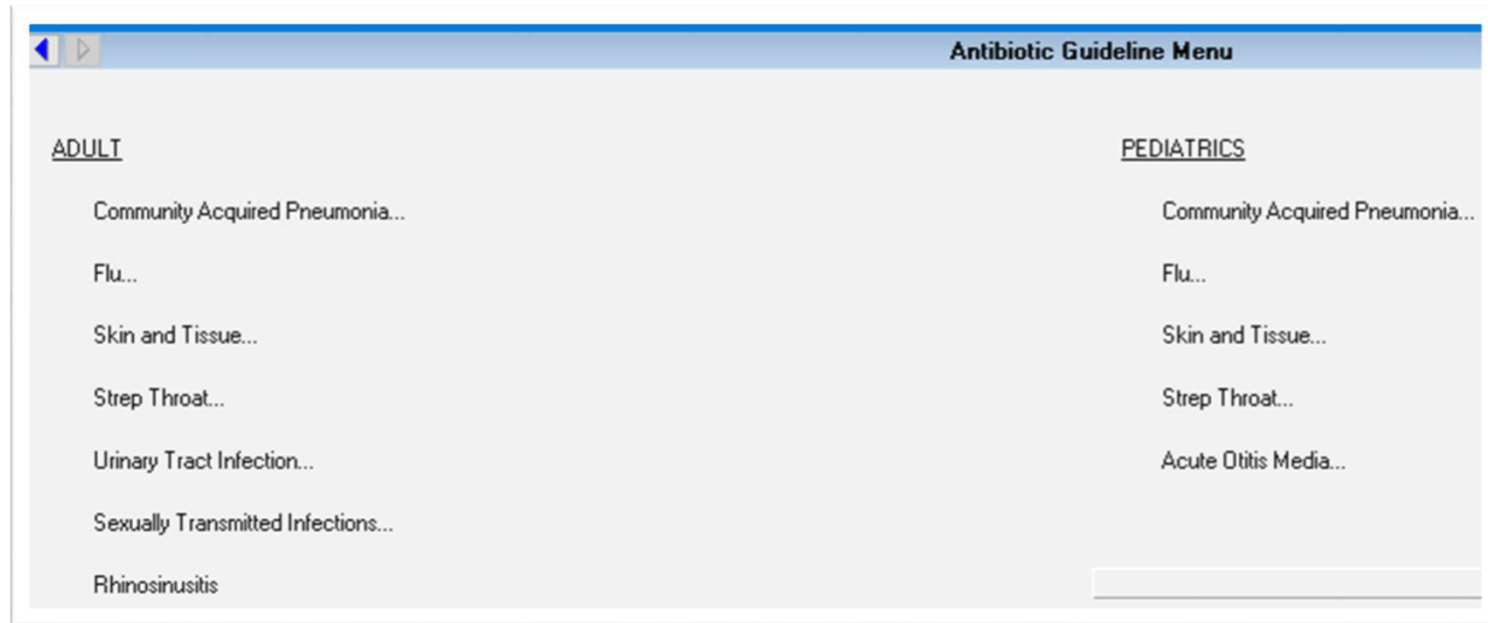 Antibiotic Guideline Menu
ADULT
Community Acquired Pneumonia...
Flu...
Skin and Tissue...
Strep Throat...
Urinary Tract Infection...
Sexually Transmitted Infections...
Rhinosinusitis
PEDIATRICS
Community Acquired Pneumonia...
Flu...
Skin and Tissue...
Strep Throat...
Acute Otitis Media...